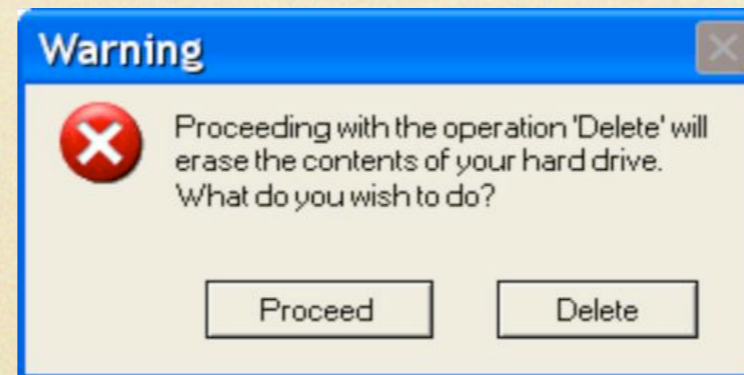 Warning
Proceeding with the operation 'Delete' will
erase the contents of your hard drive.
What do you wish to do?
Proceed Delete